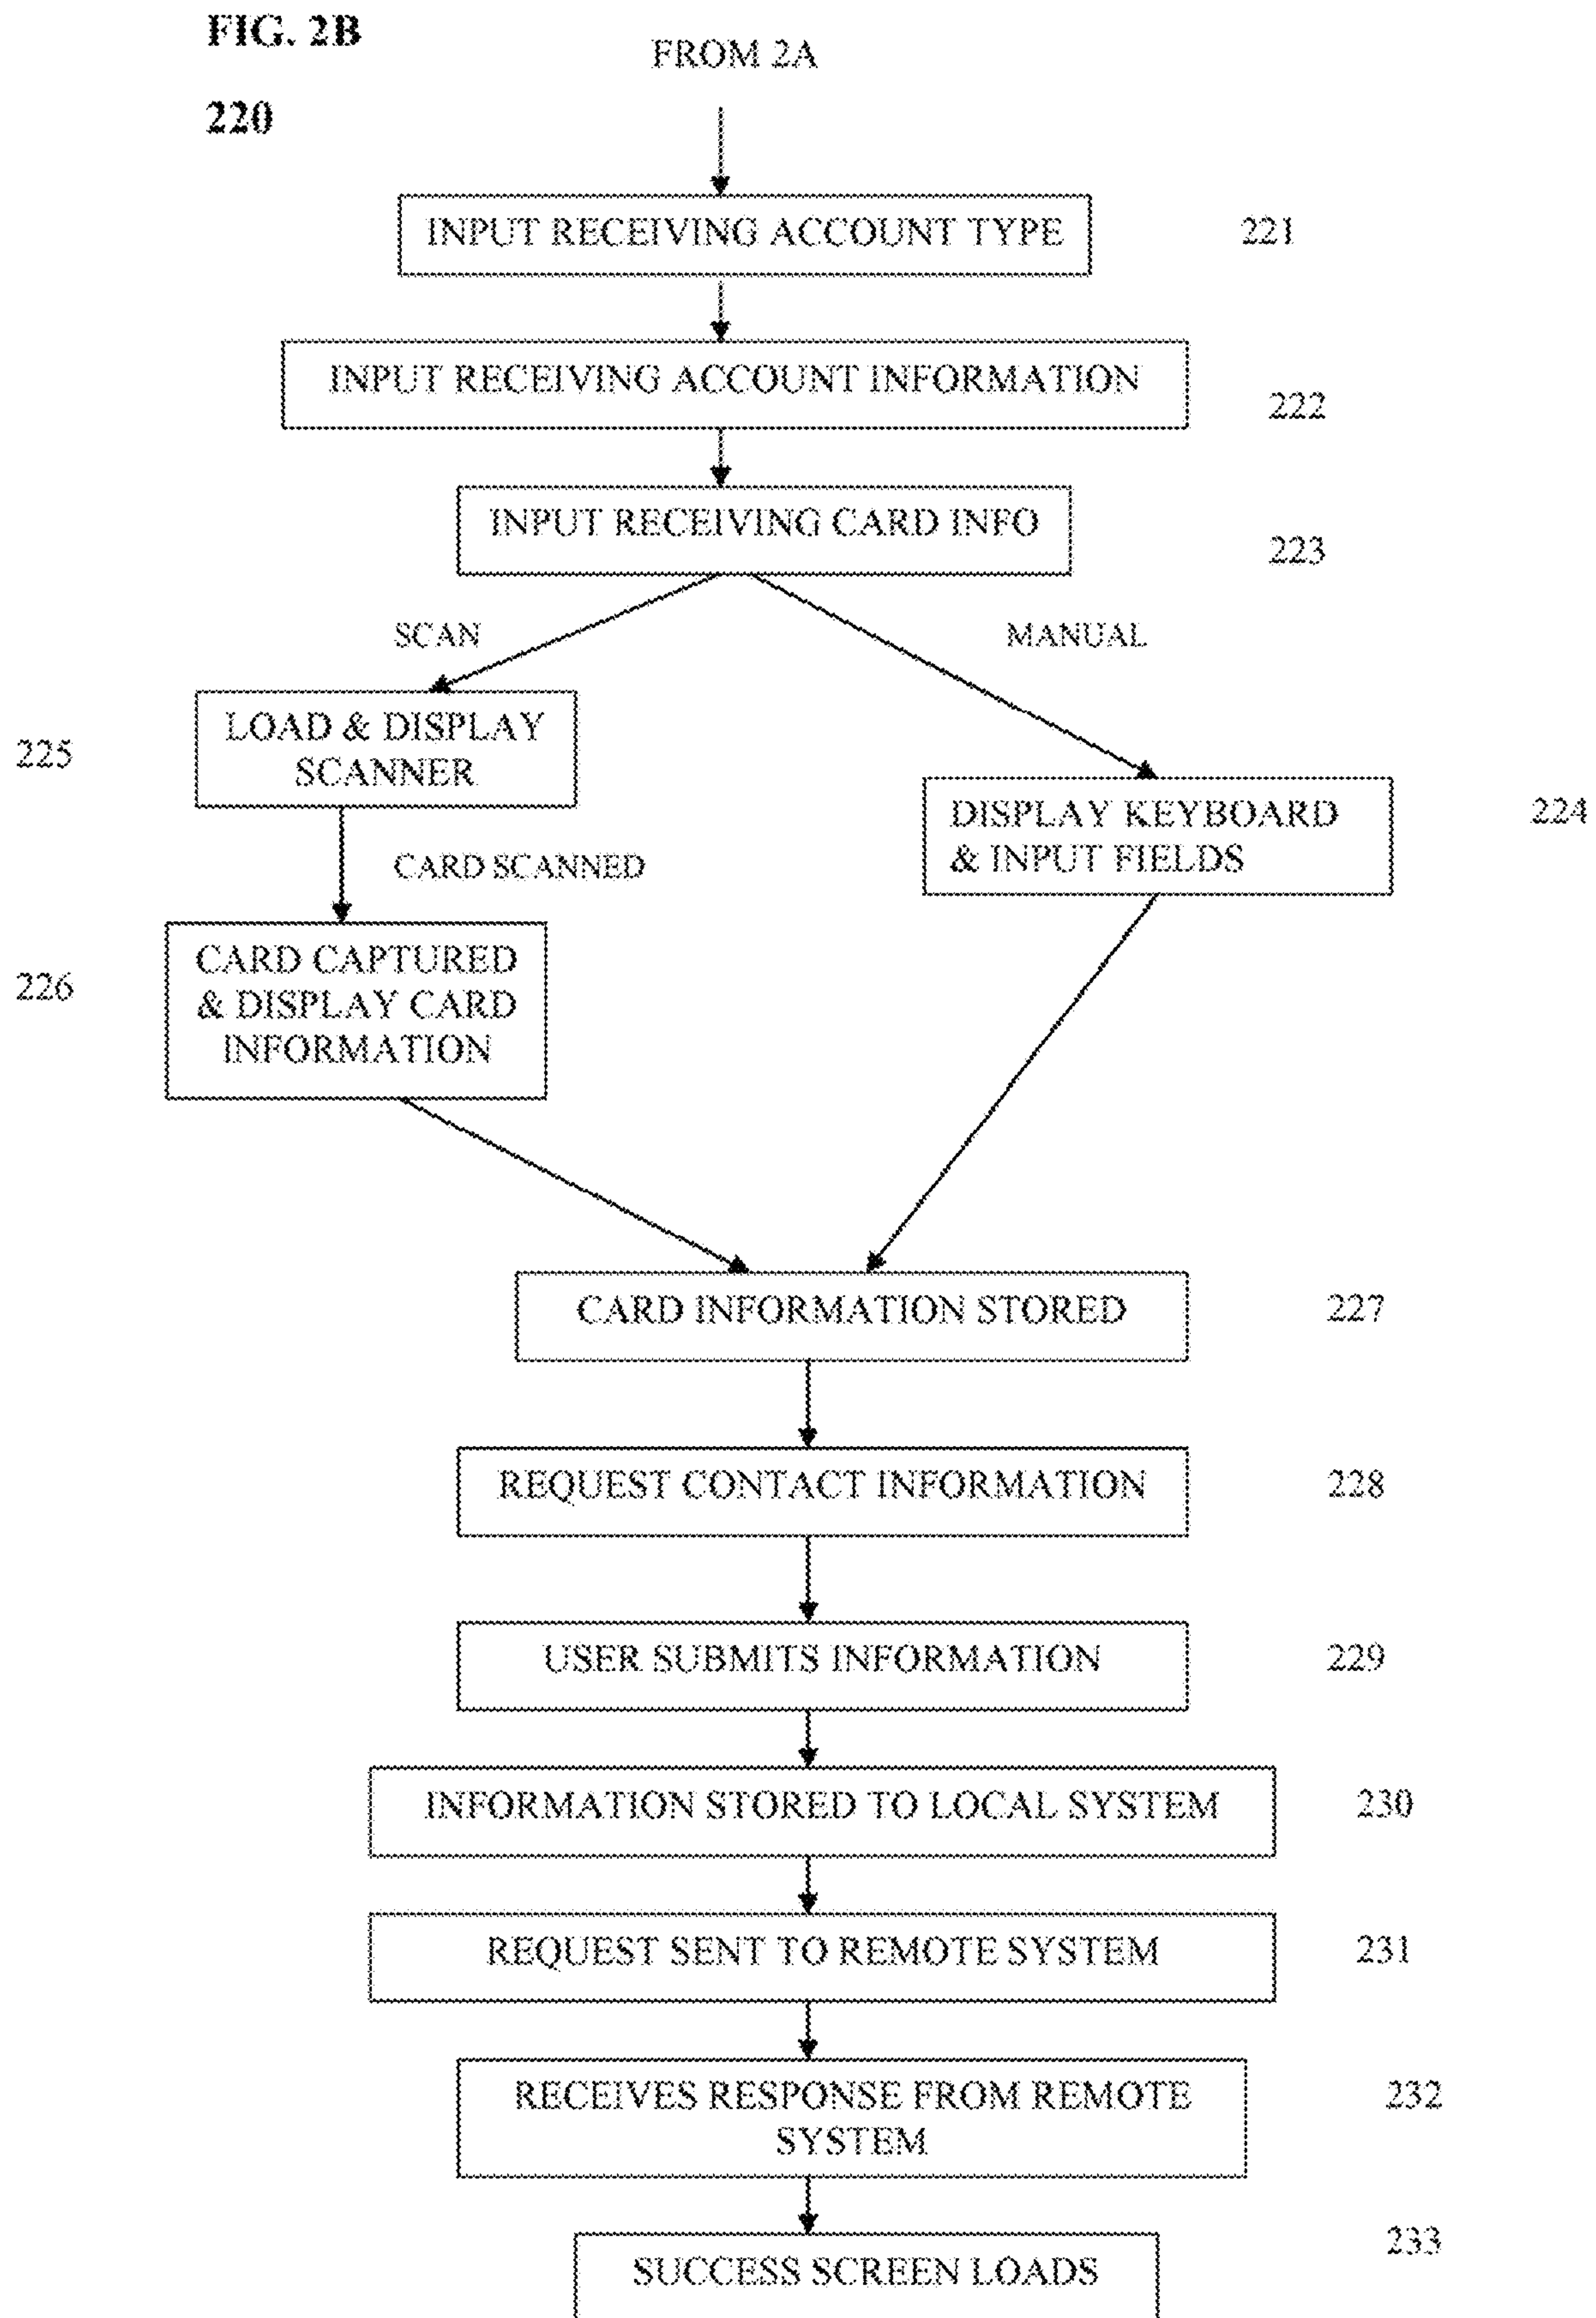 FIG. 2B
FROM 2A
220
INPUT RECEIVING ACCOUNT TYPE
221
INPUT RECEIVING ACCOUNT INFORMATION
222
INPUT RECEIVING CARD INFO
223
SCAN
MANUAL
225
LOAD & DISPLAY
SCANNER
DISPLAY KEYBOARD
& INPUT FIELDS
224
CARD SCANNED
226
CARD CAPTURED
& DISPLAY CARD
INFORMATION
CARD INFORMATION STORED
227
REQUEST CONTACT INFORMATION
228
USER SUBMITS INFORMATION
229
INFORMATION STORED TO LOCAL SYSTEM
230
REQUEST SENT TO REMOTE SYSTEM
231
RECEIVES RESPONSE FROM REMOTE
SYSTEM
232
SUCCESS SCREEN LOADS
233